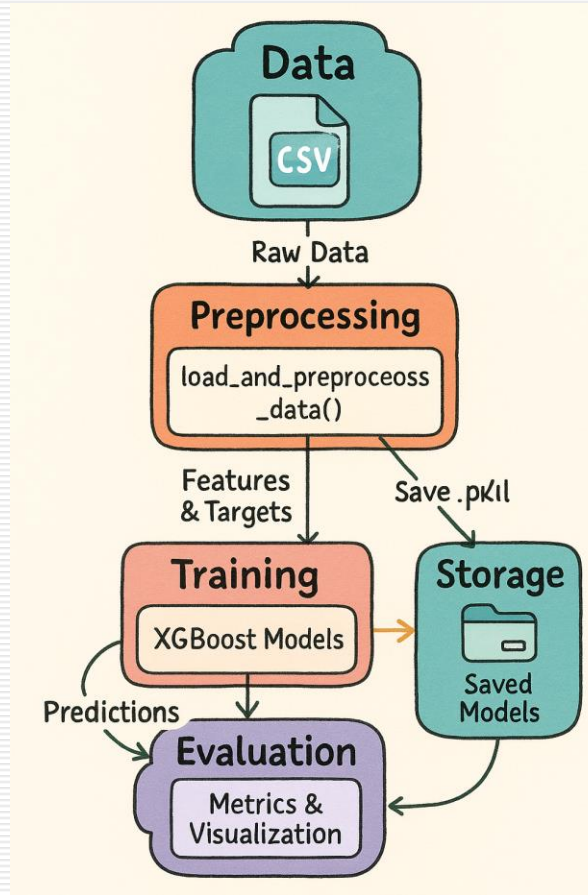 Data
CSV
Raw Data
Preprocessing
load_and_preproceoss
_data()
Features
& Targets
Save .pkil
Training
XGBoost Models
Storage
Saved
Models
Predictions
Evaluation
Metrics &
Visualization